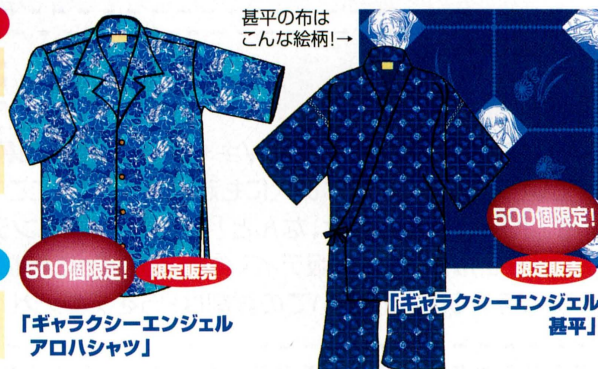 甚平の布は
こんな絵柄!→
500個限定!
限定販売
「ギャラクシーエンジェル
アロハシャツ」
500個限定!
限定販売
「ギャラクシーエンジェル
甚平」